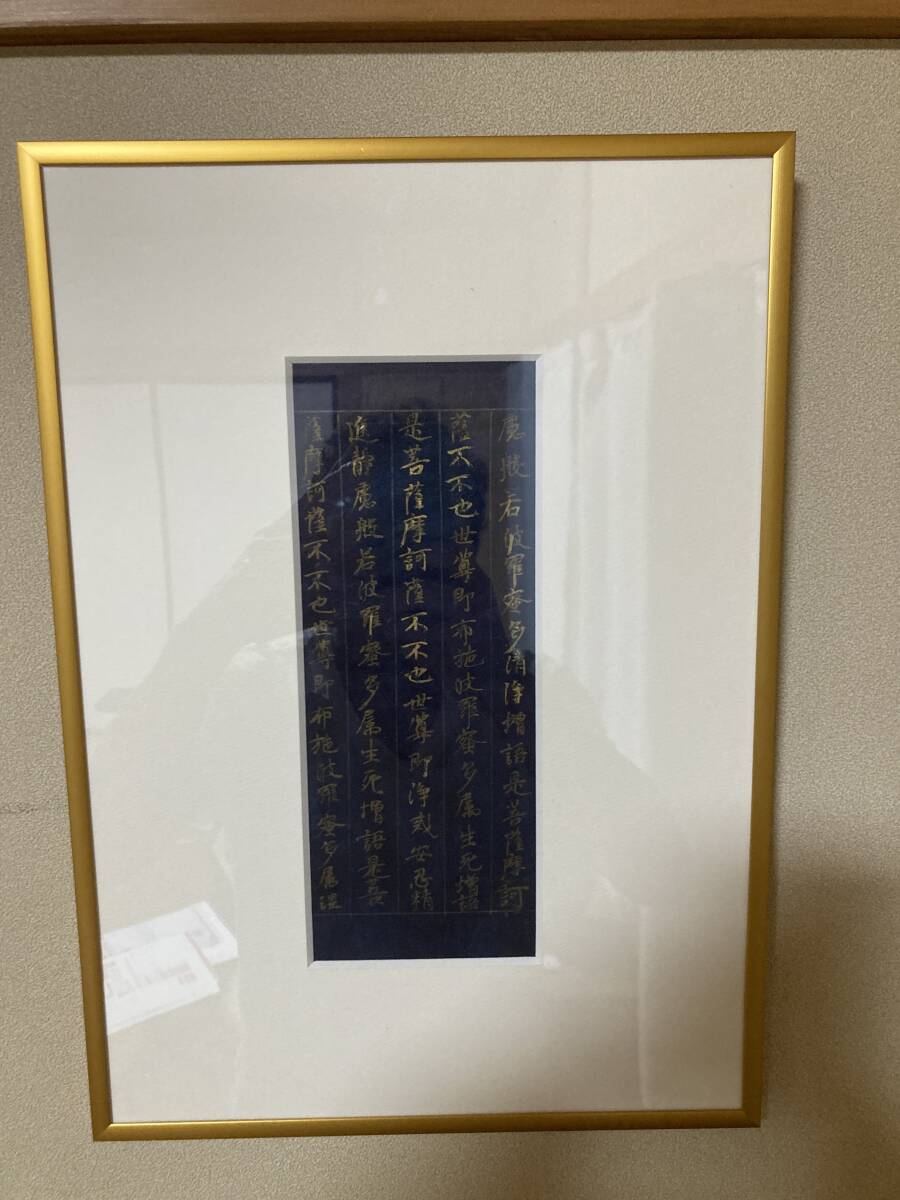 慮般若波羅蜜多清淨增語是菩薩摩訶
薩不不也世尊即布施波羅蜜多屬生死增語
是菩薩摩訶薩不不也世尊即淨戒安忍精
進靜慮般若波羅蜜多屬生死增語是菩
薩摩訶薩不不也世尊即布施波羅蜜多屬涅